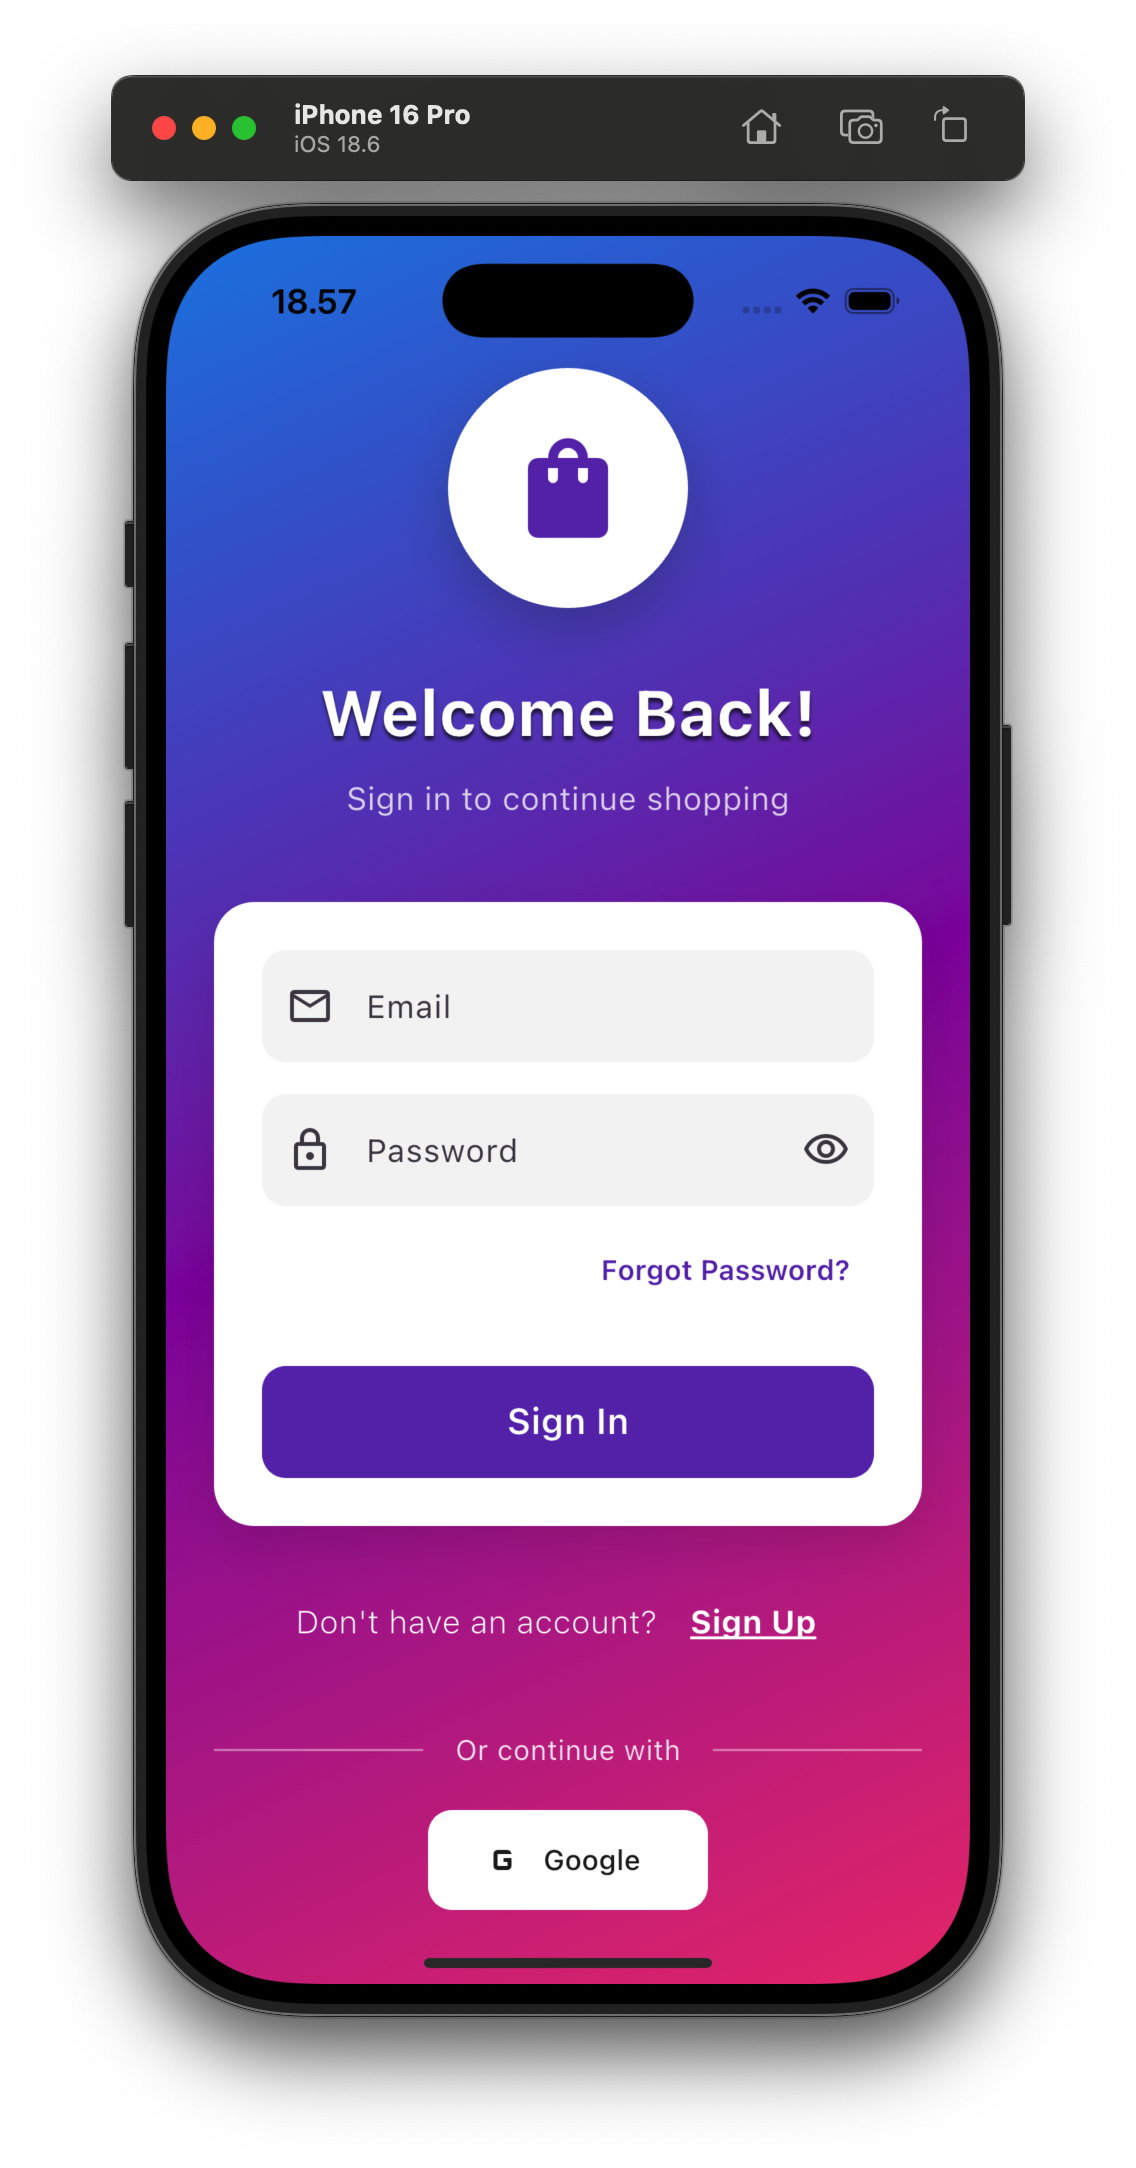 iPhone 16 Pro
iOS 18.6
18.57
Welcome Back!
Sign in to continue shopping
Email
Password
Forgot Password?
Sign In
Don't have an account? Sign Up
Or continue with
G Google